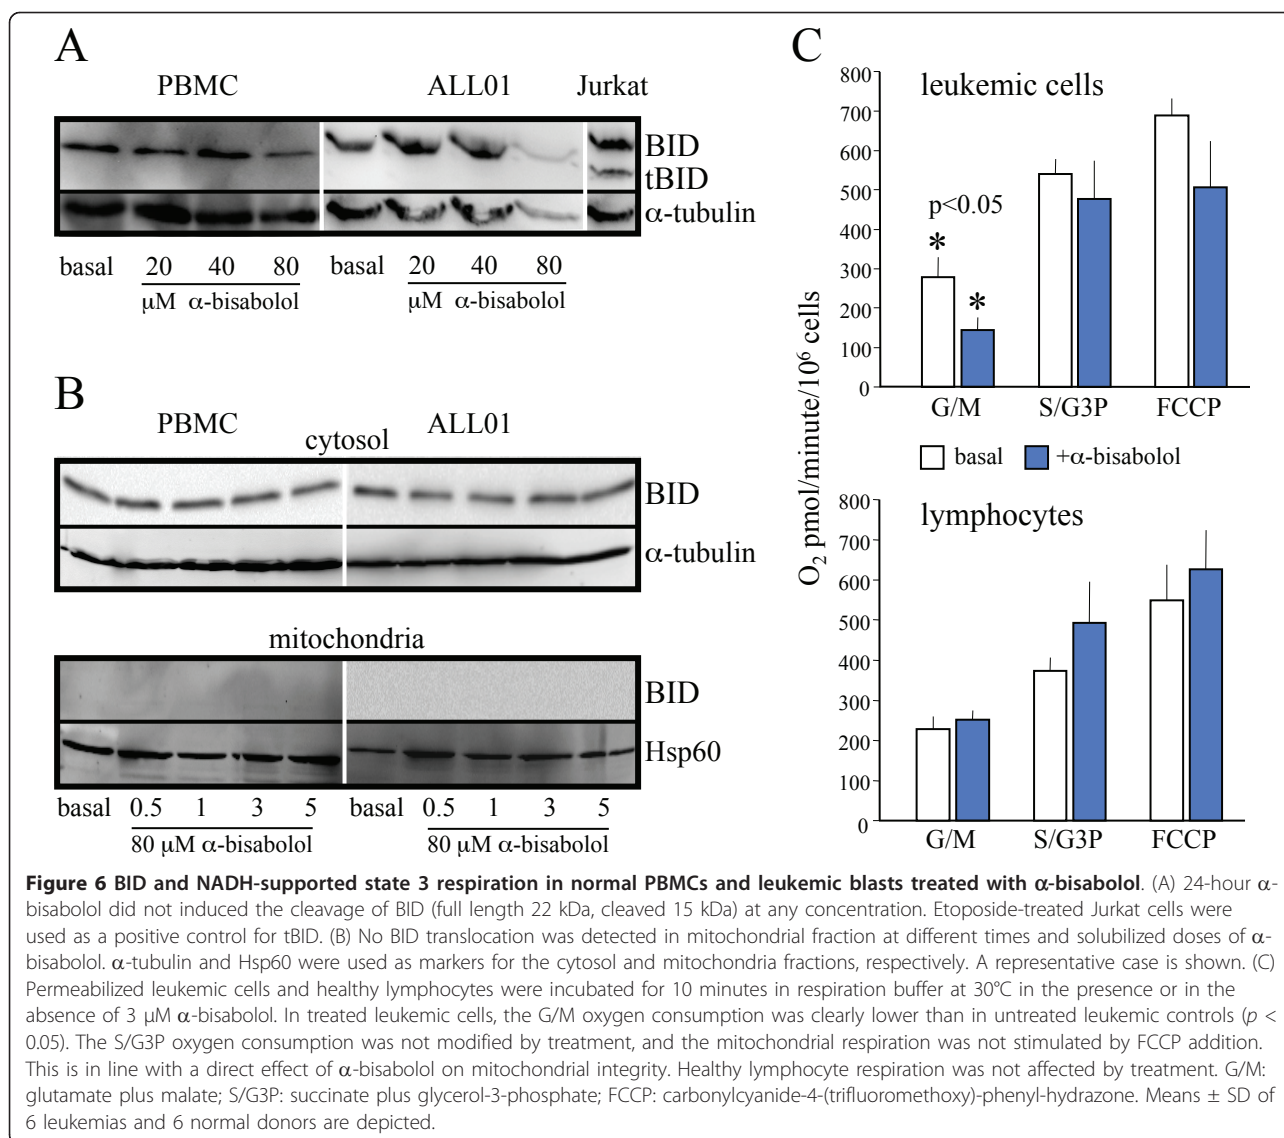 A
PBMC ALL01 Jurkat
BID
tBID
α-tubulin
basal 20 40 80 basal 20 40 80
μM α-bisabolol μM α-bisabolol
B
PBMC ALL01
cytosol
BID
α-tubulin
mitochondria
BID
Hsp60
basal 0.5 1 3 5 basal 0.5 1 3 5
80 μM α-bisabolol 80 μM α-bisabolol
C
O2 pmol/minute/10⁶ cells
800
700
600
500
400
300
200
100
0
leukemic cells
p<0.05
*
*
G/M S/G3P FCCP
basal +α-bisabolol
800
700
600
500
400
300
200
100
0
lymphocytes
G/M S/G3P FCCP
Figure 6 BID and NADH-supported state 3 respiration in normal PBMCs and leukemic blasts treated with α-bisabolol. (A) 24-hour α-
bisabolol did not induced the cleavage of BID (full length 22 kDa, cleaved 15 kDa) at any concentration. Etoposide-treated Jurkat cells were
used as a positive control for tBID. (B) No BID translocation was detected in mitochondrial fraction at different times and solubilized doses of α-
bisabolol. α-tubulin and Hsp60 were used as markers for the cytosol and mitochondria fractions, respectively. A representative case is shown. (C)
Permeabilized leukemic cells and healthy lymphocytes were incubated for 10 minutes in respiration buffer at 30°C in the presence or in the
absence of 3 μM α-bisabolol. In treated leukemic cells, the G/M oxygen consumption was clearly lower than in untreated leukemic controls (p <
0.05). The S/G3P oxygen consumption was not modified by treatment, and the mitochondrial respiration was not stimulated by FCCP addition.
This is in line with a direct effect of α-bisabolol on mitochondrial integrity. Healthy lymphocyte respiration was not affected by treatment. G/M:
glutamate plus malate; S/G3P: succinate plus glycerol-3-phosphate; FCCP: carbonylcyanide-4-(trifluoromethoxy)-phenyl-hydrazone. Means ± SD of
6 leukemias and 6 normal donors are depicted.